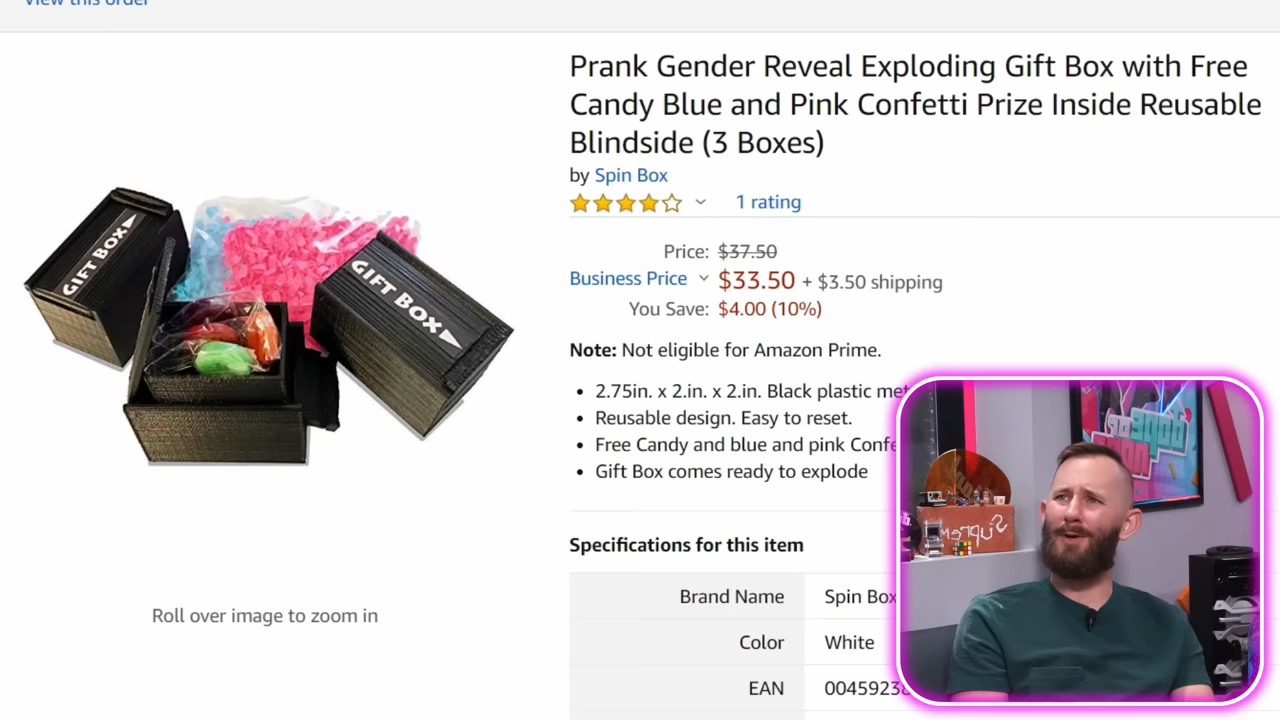 View this order
Prank Gender Reveal Exploding Gift Box with Free
Candy Blue and Pink Confetti Prize Inside Reusable
Blindside (3 Boxes)
by Spin Box
1 rating
Price: $37.50
Business Price $33.50 + $3.50 shipping
You Save: $4.00 (10%)
Note: Not eligible for Amazon Prime.
• 2.75in. x 2.in. x 2.in. Black plastic
• Reusable design. Easy to reset.
• Free Candy and blue and pink
• Gift Box comes ready to explode
GIFT BOX
GIFT BOX
Roll over image to zoom in
Specifications for this item
Brand Name Spin Box
Color White
EAN